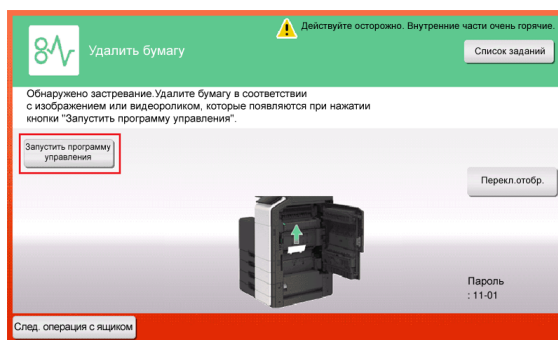 Действуйте осторожно. Внутренние части очень горячие.
Удалить бумагу
Список заданий
Обнаружено застревание.Удалите бумагу в соответствии
с изображением или видеороликом, которые появляются при нажатии
кнопки "Запустить программу управления".
Запустить программу
управления
Перекл.отобр.
Пароль
: 11-01
След. операция с ящиком